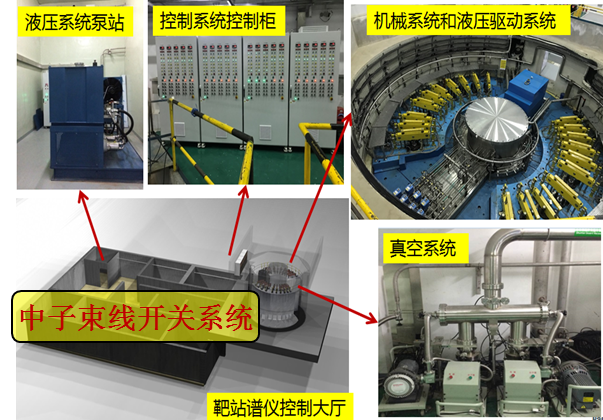 液压系统泵站
控制系统控制柜
机械系统和液压驱动系统
真空系统
中子束线开关系统
靶站谱仪控制大厅